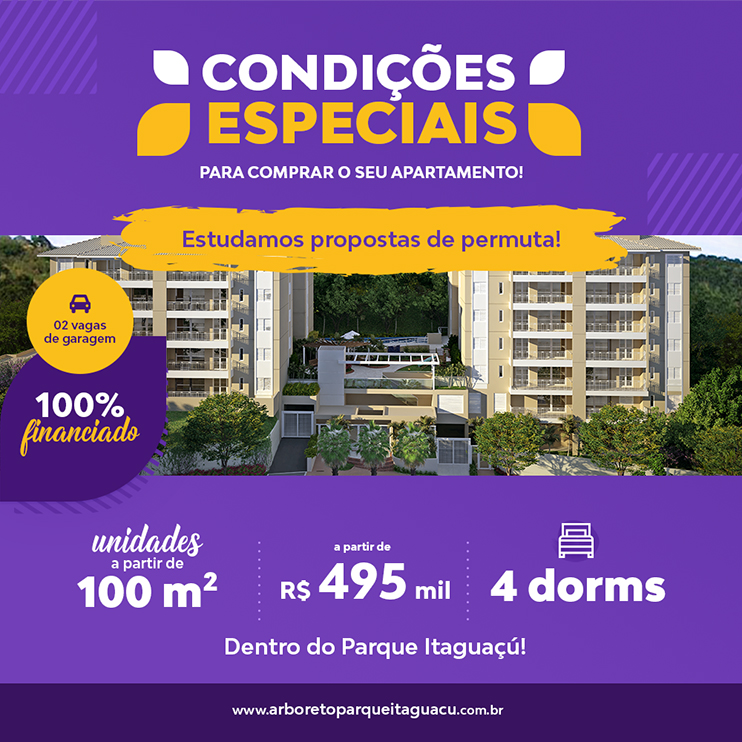 CONDIÇÕES
ESPECIAIS
PARA COMPRAR O SEU APARTAMENTO!
Estudamos propostas de permuta!
02 vagas
de garagem
100%
financiado
unidades
a partir de
100 m²
a partir de
R$ 495 mil
4 dorms
Dentro do Parque Itaguaçú!
www.arboretoparqueitaguacu.com.br